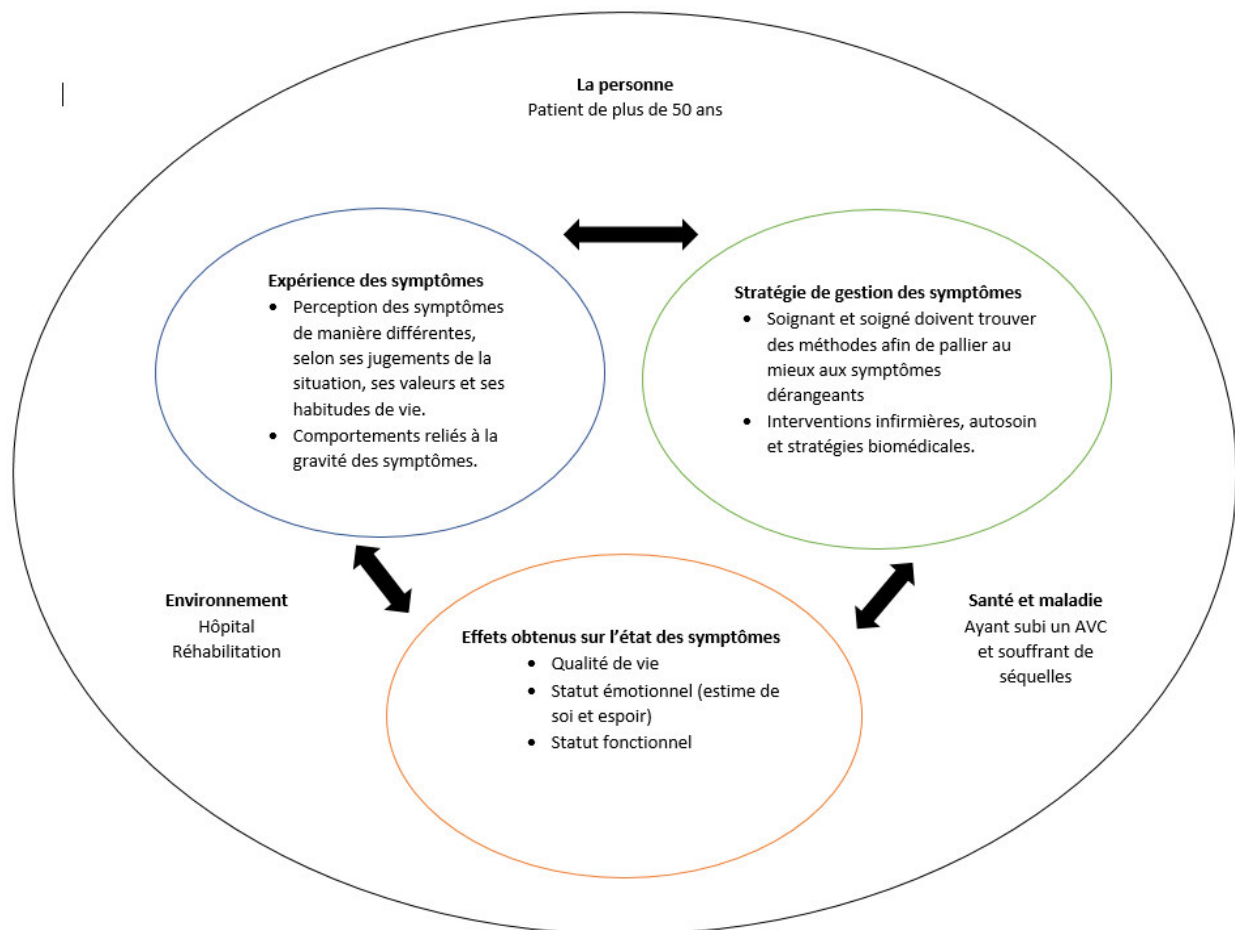 La personne
Patient de plus de 50 ans
Expérience des symptômes
• Perception des symptômes
de manière différentes,
selon ses jugements de la
situation, ses valeurs et ses
habitudes de vie.
• Comportements reliés à la
gravité des symptômes.
Stratégie de gestion des symptômes
• Soignant et soigné doivent trouver
des méthodes afin de pallier au
mieux aux symptômes
dérangeants
• Interventions infirmières, autosoin
et stratégies biomédicales.
Environnement
Hôpital
Réhabilitation
Effets obtenus sur l’état des symptômes
• Qualité de vie
• Statut émotionnel (estime de
soi et espoir)
• Statut fonctionnel
Santé et maladie
Ayant subi un AVC
et souffrant de
séquelles